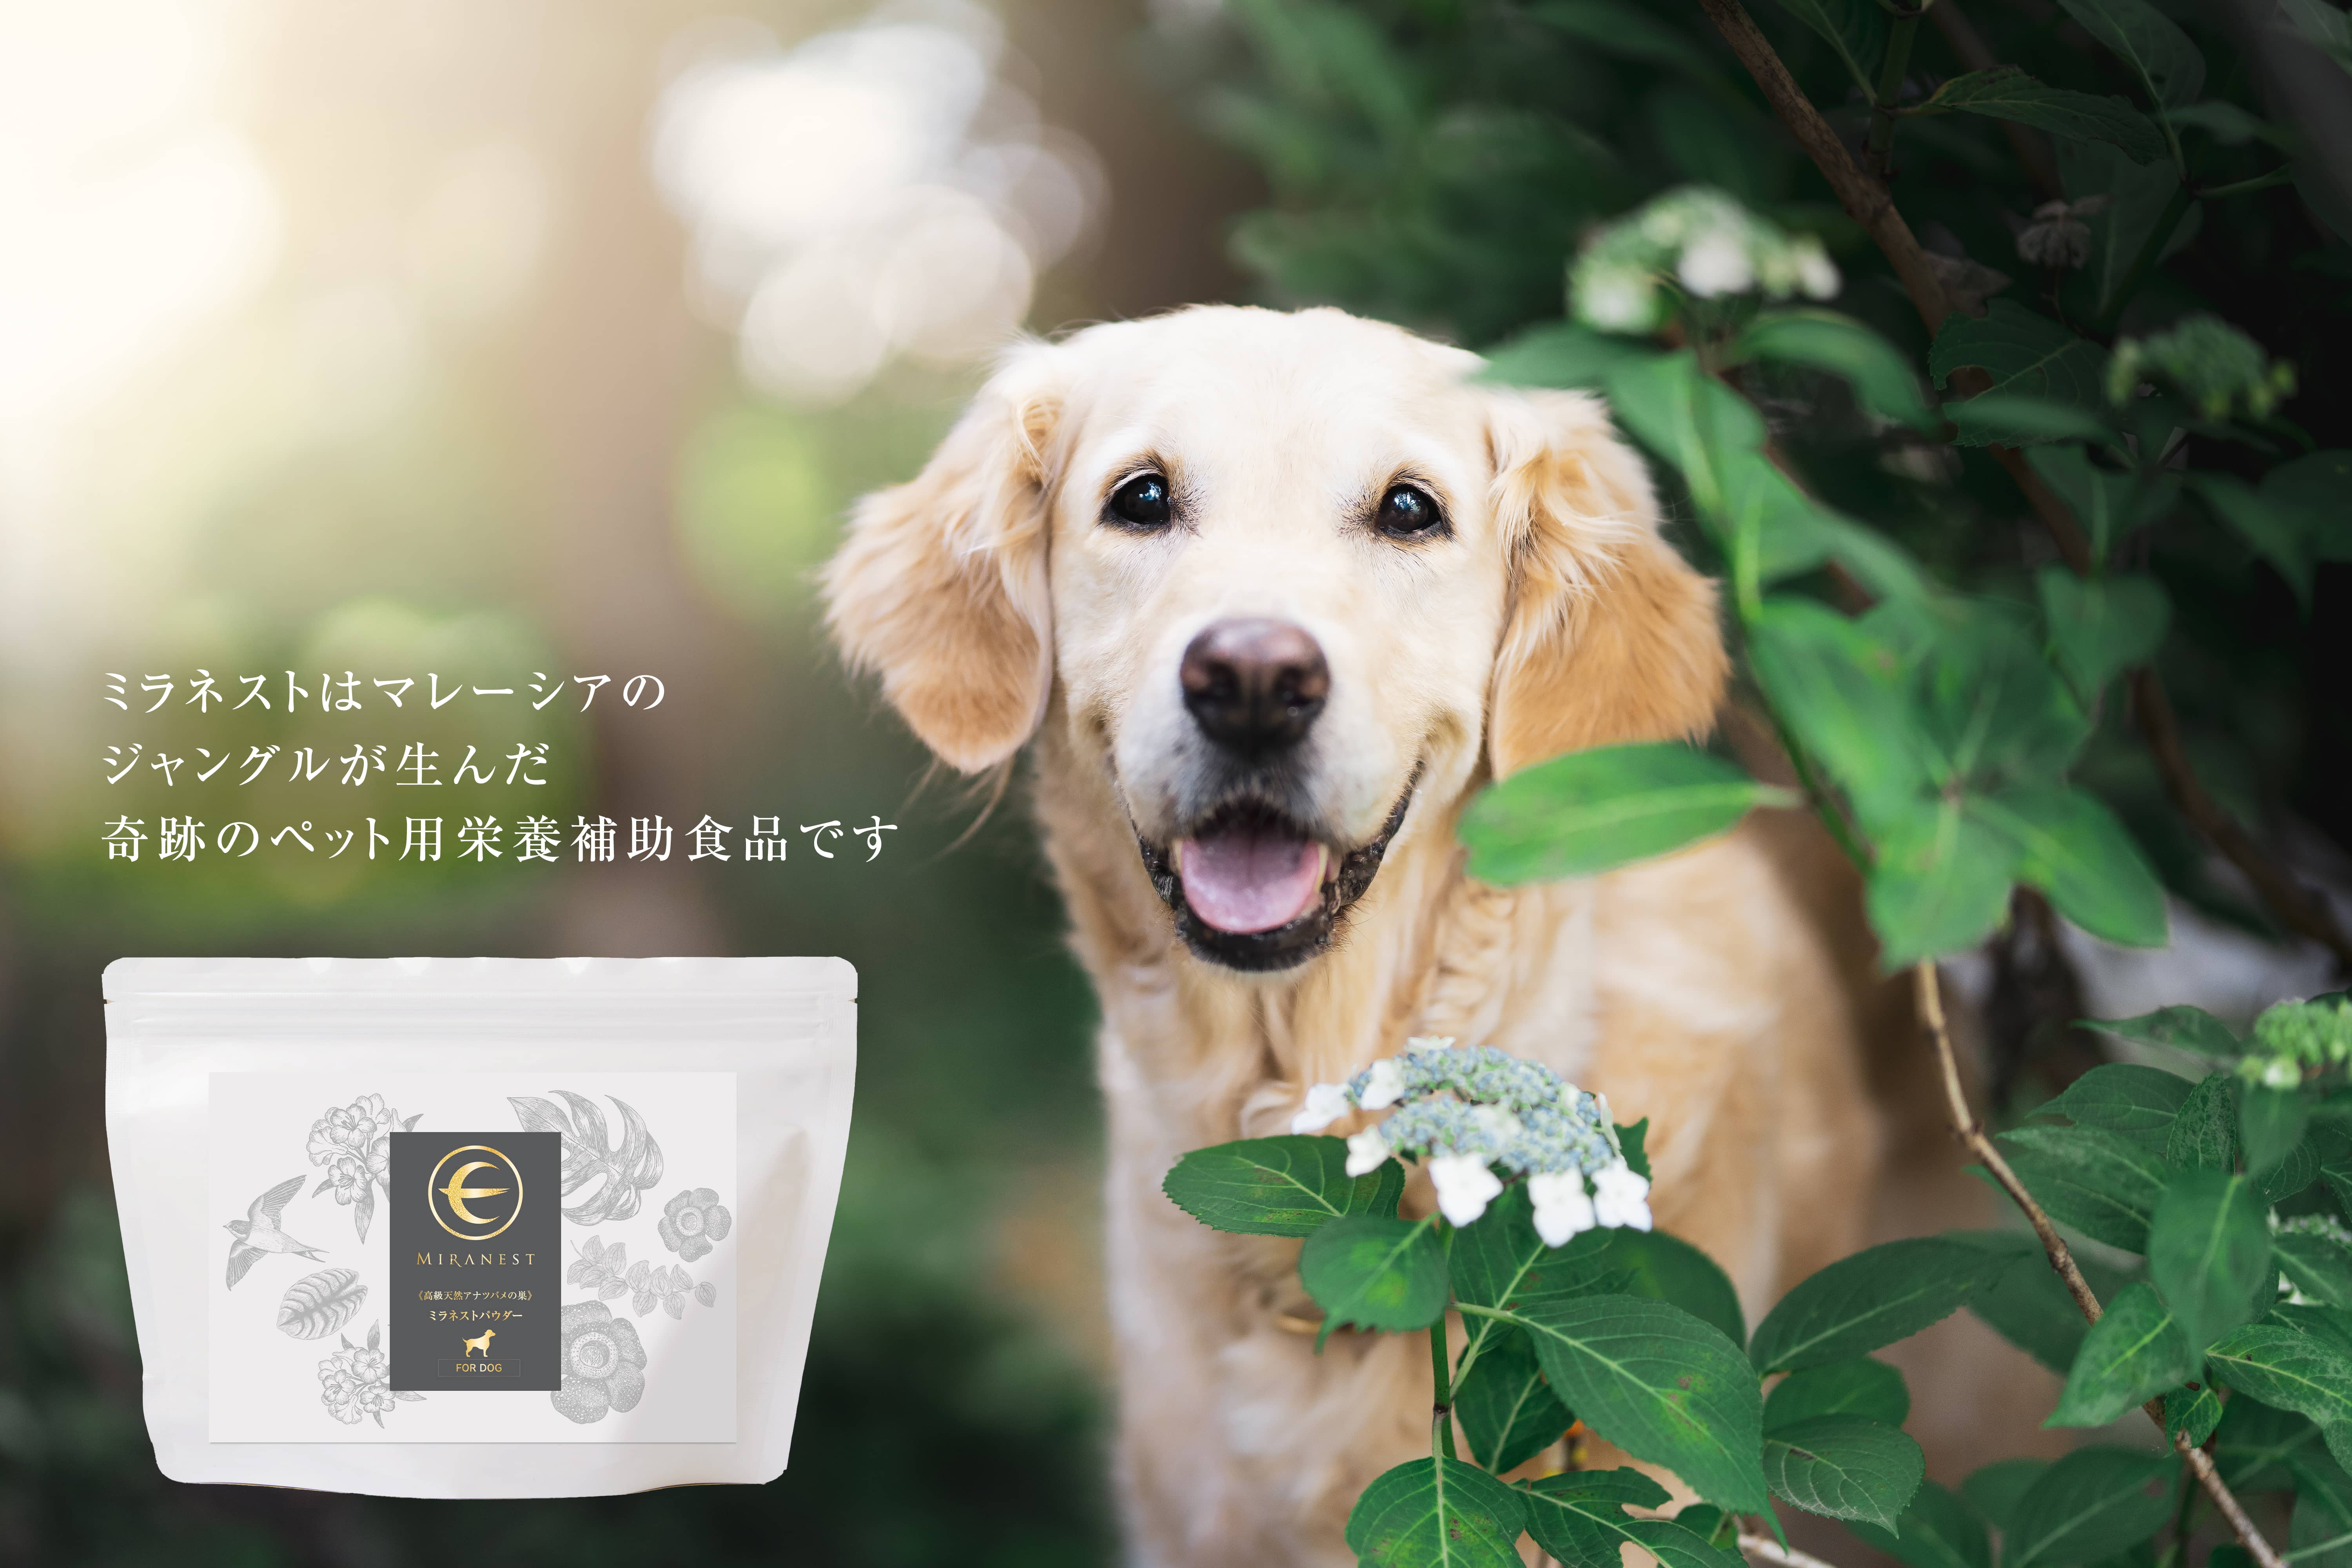 ミラネストはマレーシアの
ジャングルが生んだ
奇跡のペット用栄養補助食品です
MIRANEST
《高級天然アナツバメの巣》
ミラネストパウダー
FOR DOG